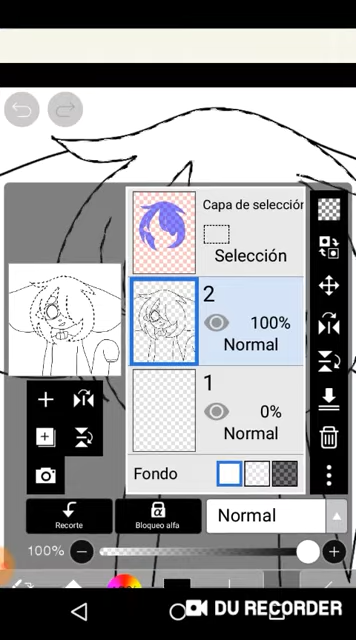 Capa de selección
Selección
2
100%
Normal
1
0%
Normal
Fondo
Recorte
α
Bloqueo alfa
Normal
100%
DU RECORDER